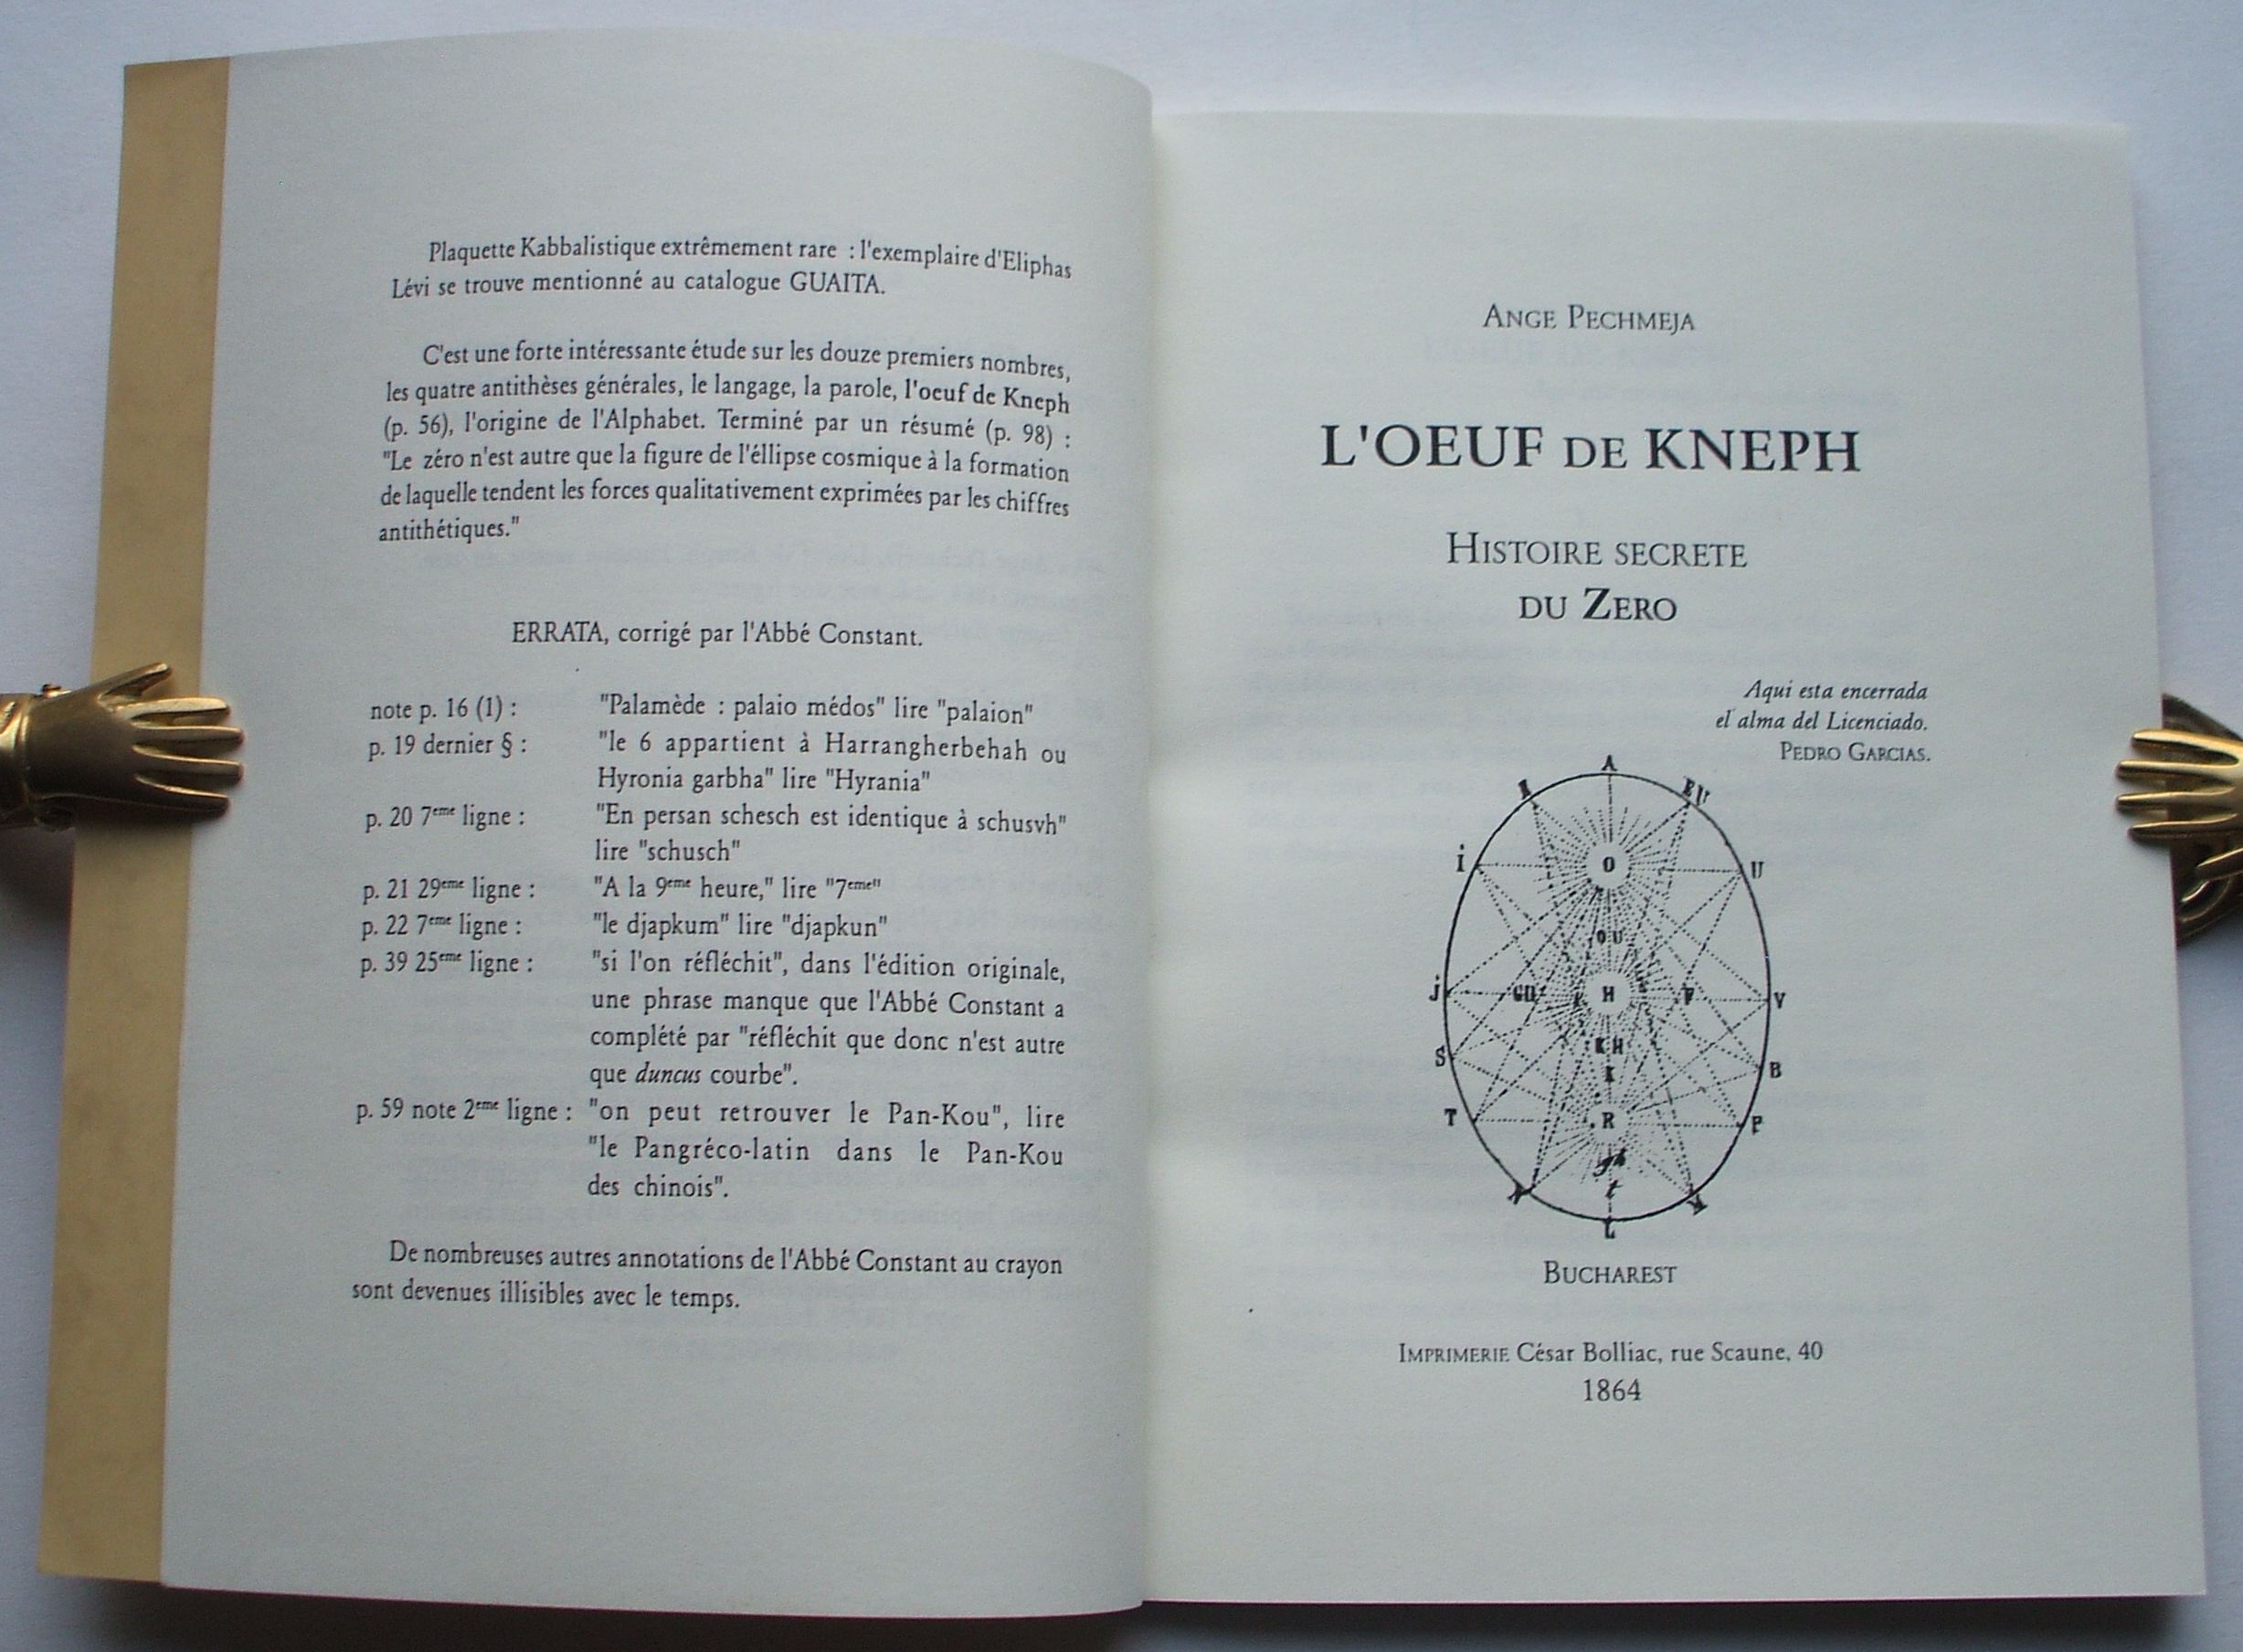 Plaquette Kabbalistique extrêmement rare : l'exemplaire d'Eliphas
Lévi se trouve mentionné au catalogue GUAITA.
C'est une forte intéressante étude sur les douze premiers nombres,
les quatre antithèses générales, le langage, la parole, l'oeuf de Kneph
(p. 56), l'origine de l'Alphabet. Terminé par un résumé (p. 98) :
"Le zéro n'est autre que la figure de l'éllipse cosmique à la formation
de laquelle tendent les forces qualitativement exprimées par les chiffres
antithétiques."
ERRATA, corrigé par l'Abbé Constant.
note p. 16 (1) : "Palamède : palaio médos" lire "palaion"
p. 19 dernier § : "le 6 appartient à Harrangherbehah ou
Hyronia garbha" lire "Hyrania"
p. 20 7eme ligne : "En persan schesch est identique à schusvh"
lire "schusch"
p. 21 29eme ligne : "A la 9eme heure," lire "7eme"
p. 22 7eme ligne : "le djapkum" lire "djapkun"
p. 39 25eme ligne : "si l'on réfléchit", dans l'édition originale,
une phrase manque que l'Abbé Constant a
complété par "réfléchit que donc n'est autre
que duncus courbe".
p. 59 note 2eme ligne : "on peut retrouver le Pan-Kou", lire
"le Pangréco-latin dans le Pan-Kou
des chinois".
De nombreuses autres annotations de l'Abbé Constant au crayon
sont devenues illisibles avec le temps.
ANGE PECHMEJA
L'OEUF DE KNEPH
HISTOIRE SECRETE
DU ZERO
Aqui esta encerrada
el alma del Licenciado.
PEDRO GARCIAS.
A
EU
i
O
U
OU
J
H
V
S
KH
B
T
R
P
gh
t
L
BUCHAREST
IMPRIMERIE César Bolliac, rue Scaune, 40
1864